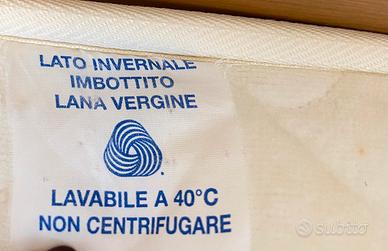 LATO INVERNALE
IMBOTTITO
LANA VERGINE
LAVABILE A 40°C
NON CENTRIFUGARE
subito